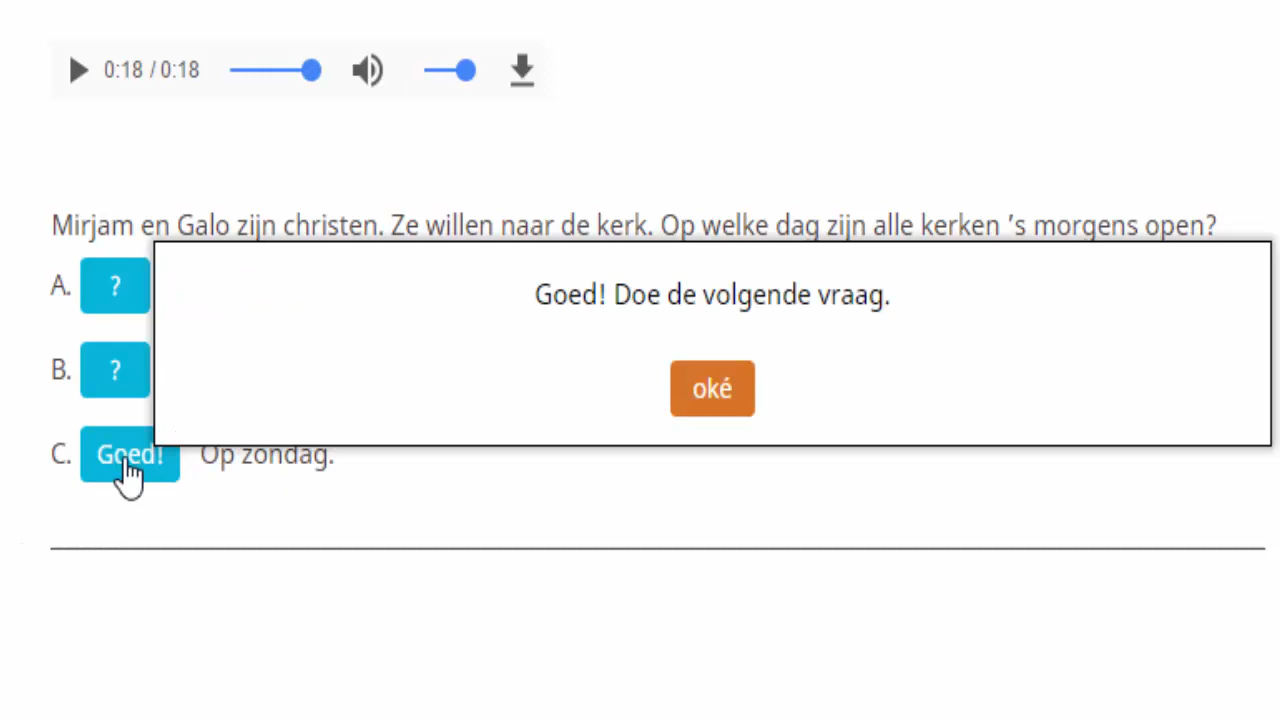 0:18 / 0:18
Mirjam en Galo zijn christen. Ze willen naar de kerk. Op welke dag zijn alle kerken ’s morgens open?
A. ?
Goed! Doe de volgende vraag.
B. ?
oké
C. Goed! Op zondag.